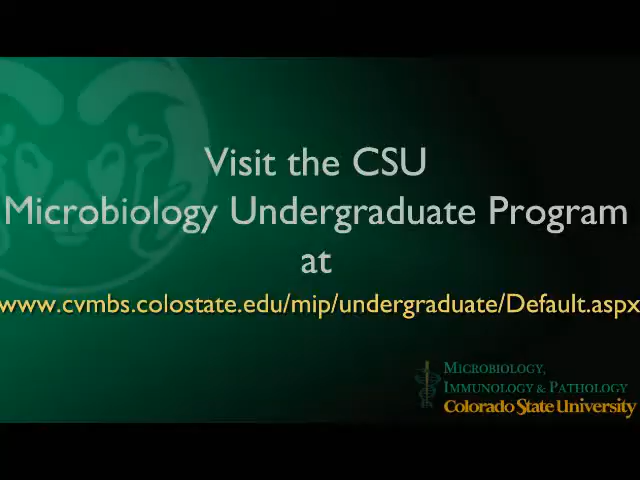 Visit the CSU
Microbiology Undergraduate Program
at
www.cvmbs.colostate.edu/mip/undergraduate/Default.aspx
MICROBIOLOGY,
IMMUNOLOGY & PATHOLOGY
Colorado State University